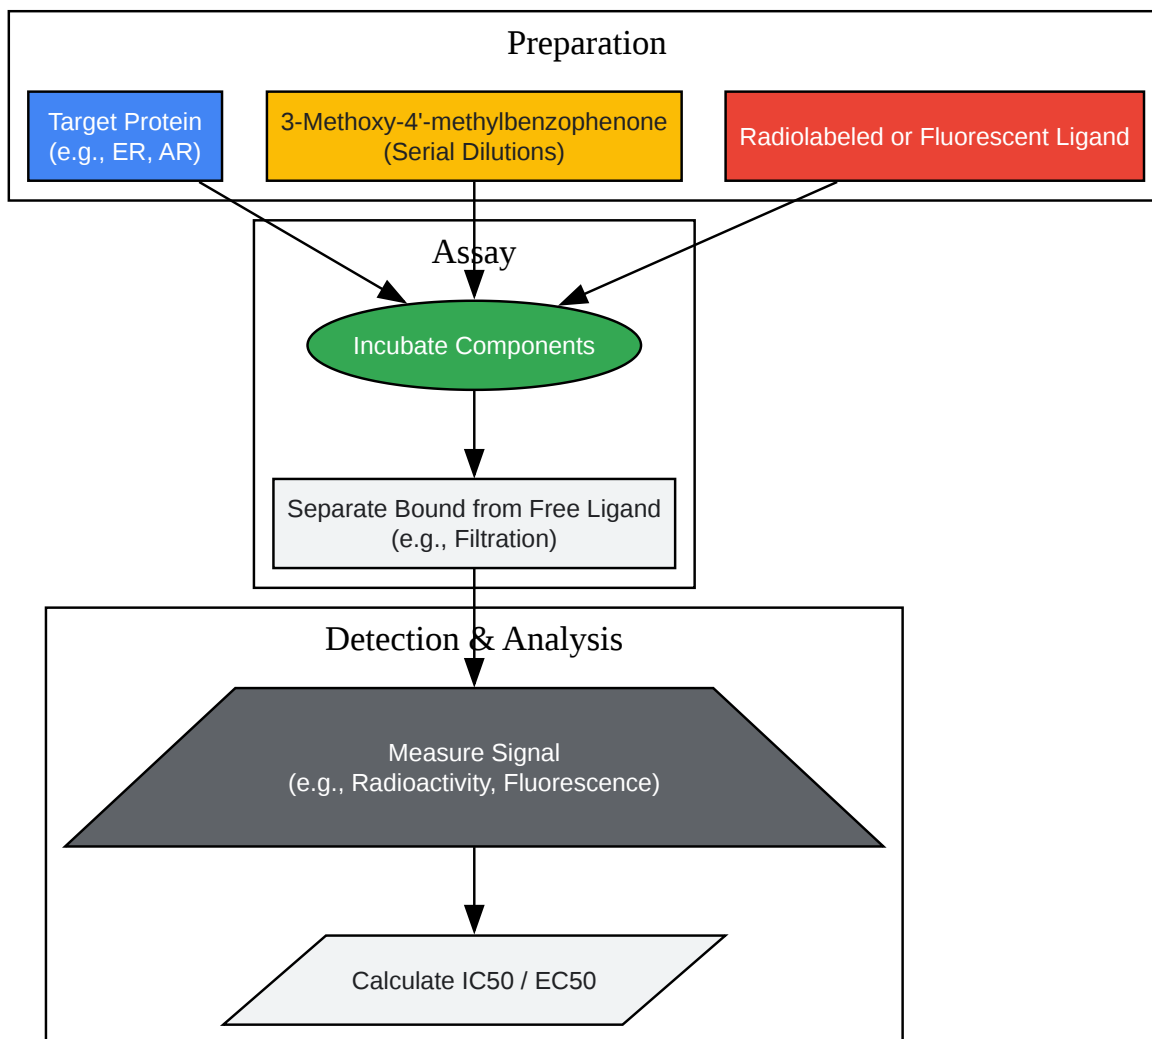 Preparation
Target Protein
(e.g., ER, AR)
3-Methoxy-4'-methylbenzophenone
(Serial Dilutions)
Radiolabeled or Fluorescent Ligand
Assay
Incubate Components
Separate Bound from Free Ligand
(e.g., Filtration)
Detection & Analysis
Measure Signal
(e.g., Radioactivity, Fluorescence)
Calculate IC50 / EC50